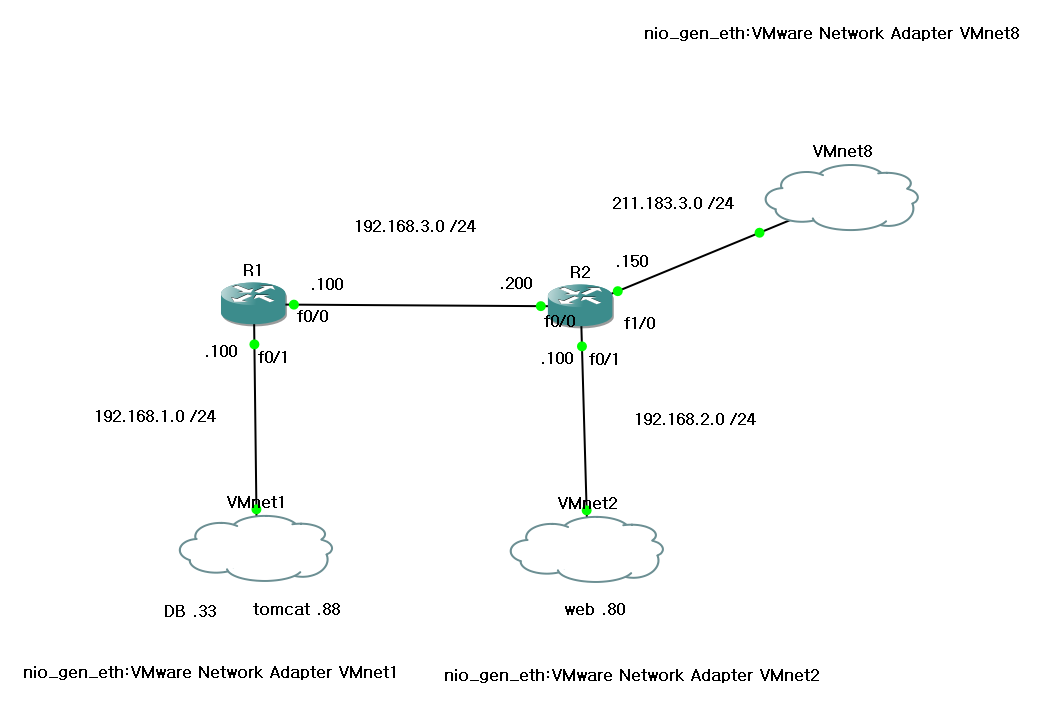 nio_gen_eth:VMware Network Adapter VMnet8
VMnet8
211.183.3.0 /24
192.168.3.0 /24
.150
R1
R2
.100
.200
f0/0
f0/0
f1/0
.100
f0/1
.100
f0/1
192.168.1.0 /24
192.168.2.0 /24
VMnet1
VMnet2
DB .33
tomcat .88
web .80
nio_gen_eth:VMware Network Adapter VMnet1
nio_gen_eth:VMware Network Adapter VMnet2